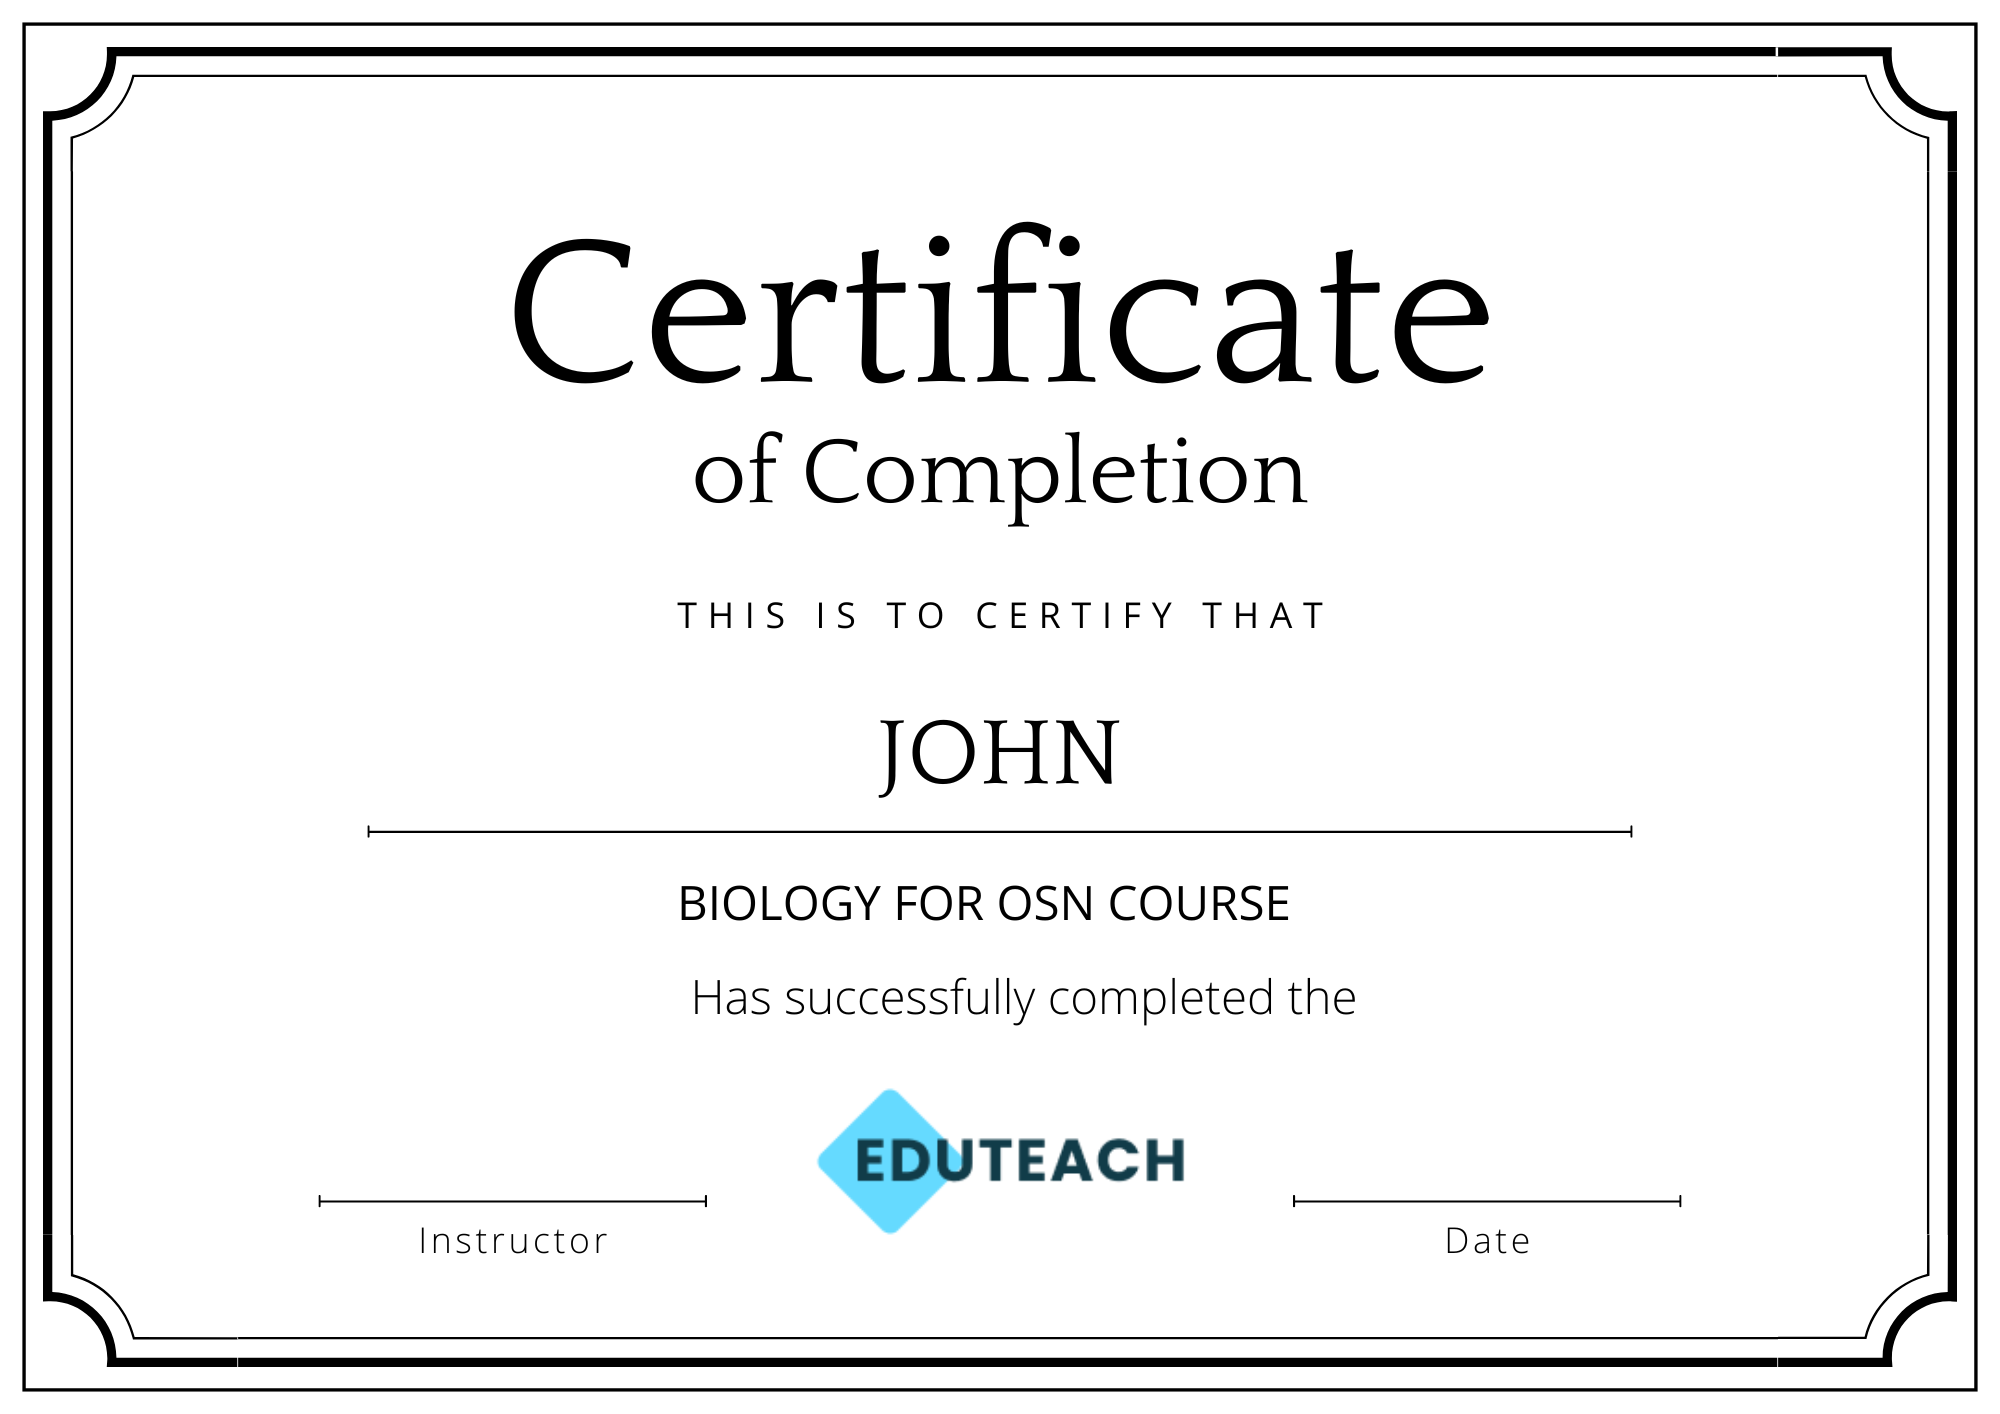 Certificate
of Completion
THIS IS TO CERTIFY THAT
JOHN
BIOLOGY FOR OSN COURSE
Has successfully completed the
EDUTEACH
Instructor
Date